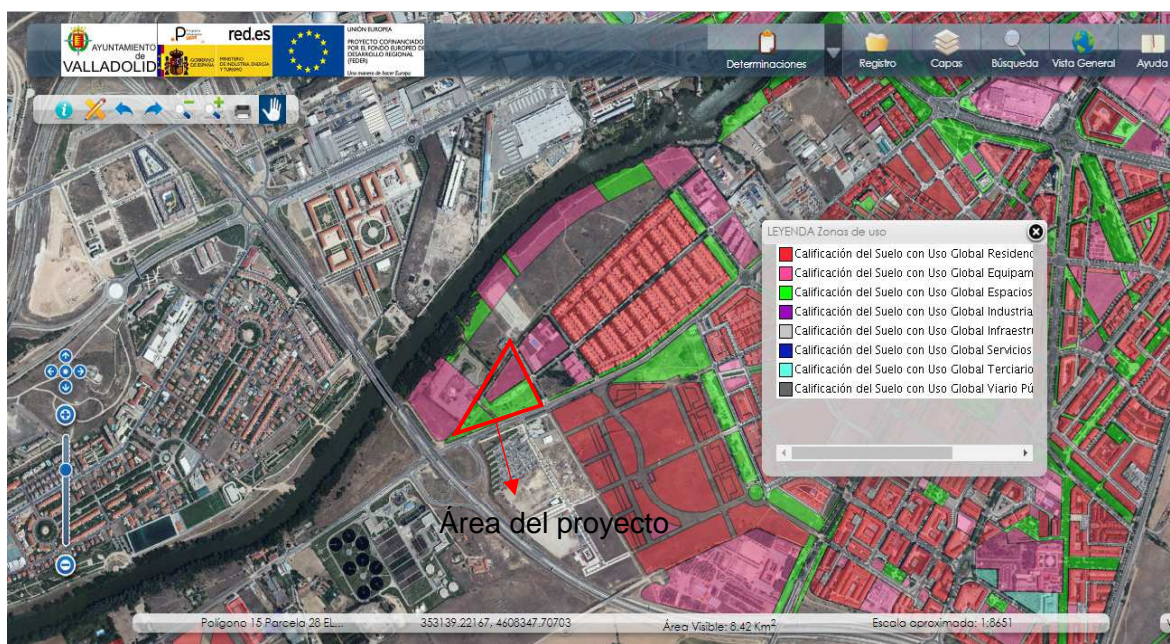 AYUNTAMIENTO
de
VALLADOLID
red.es
GOBIERNO
DE ESPAÑA
MINISTERIO
DE INDUSTRIA, ENERGÍA
Y TURISMO
UNIÓN EUROPEA
PROYECTO COFINANCIADO
POR EL FONDO EUROPEO DE
DESARROLLO REGIONAL
(FEDER)
Una manera de hacer Europa
Determinaciones
Registro
Capas
Búsqueda
Vista General
Ayuda
LEYENDA Zonas de uso
Calificación del Suelo con Uso Global Residenc
Calificación del Suelo con Uso Global Equipam
Calificación del Suelo con Uso Global Espacios
Calificación del Suelo con Uso Global Industria
Calificación del Suelo con Uso Global Infraestru
Calificación del Suelo con Uso Global Servicios
Calificación del Suelo con Uso Global Terciario
Calificación del Suelo con Uso Global Viario Pú
Área del proyecto
Polígono 15 Parcela 28 EL...
353139.22167, 4608347.70703
Área Visible: 8.42 Km2
Escala aproximada: 1:8651